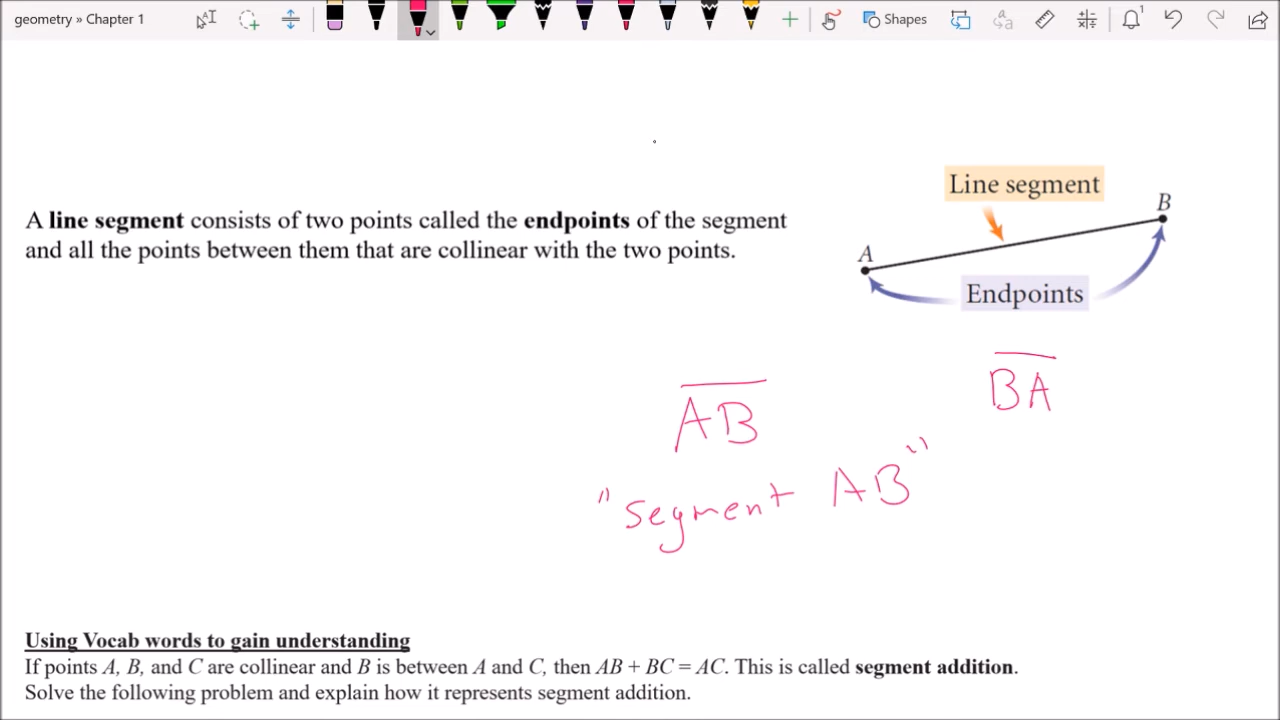 geometry » Chapter 1
Shapes
1
Line segment
B
A line segment consists of two points called the endpoints of the segment
and all the points between them that are collinear with the two points.
A
Endpoints
BA
AB
"segment AB"
Using Vocab words to gain understanding
If points A, B, and C are collinear and B is between A and C, then AB + BC = AC. This is called segment addition.
Solve the following problem and explain how it represents segment addition.